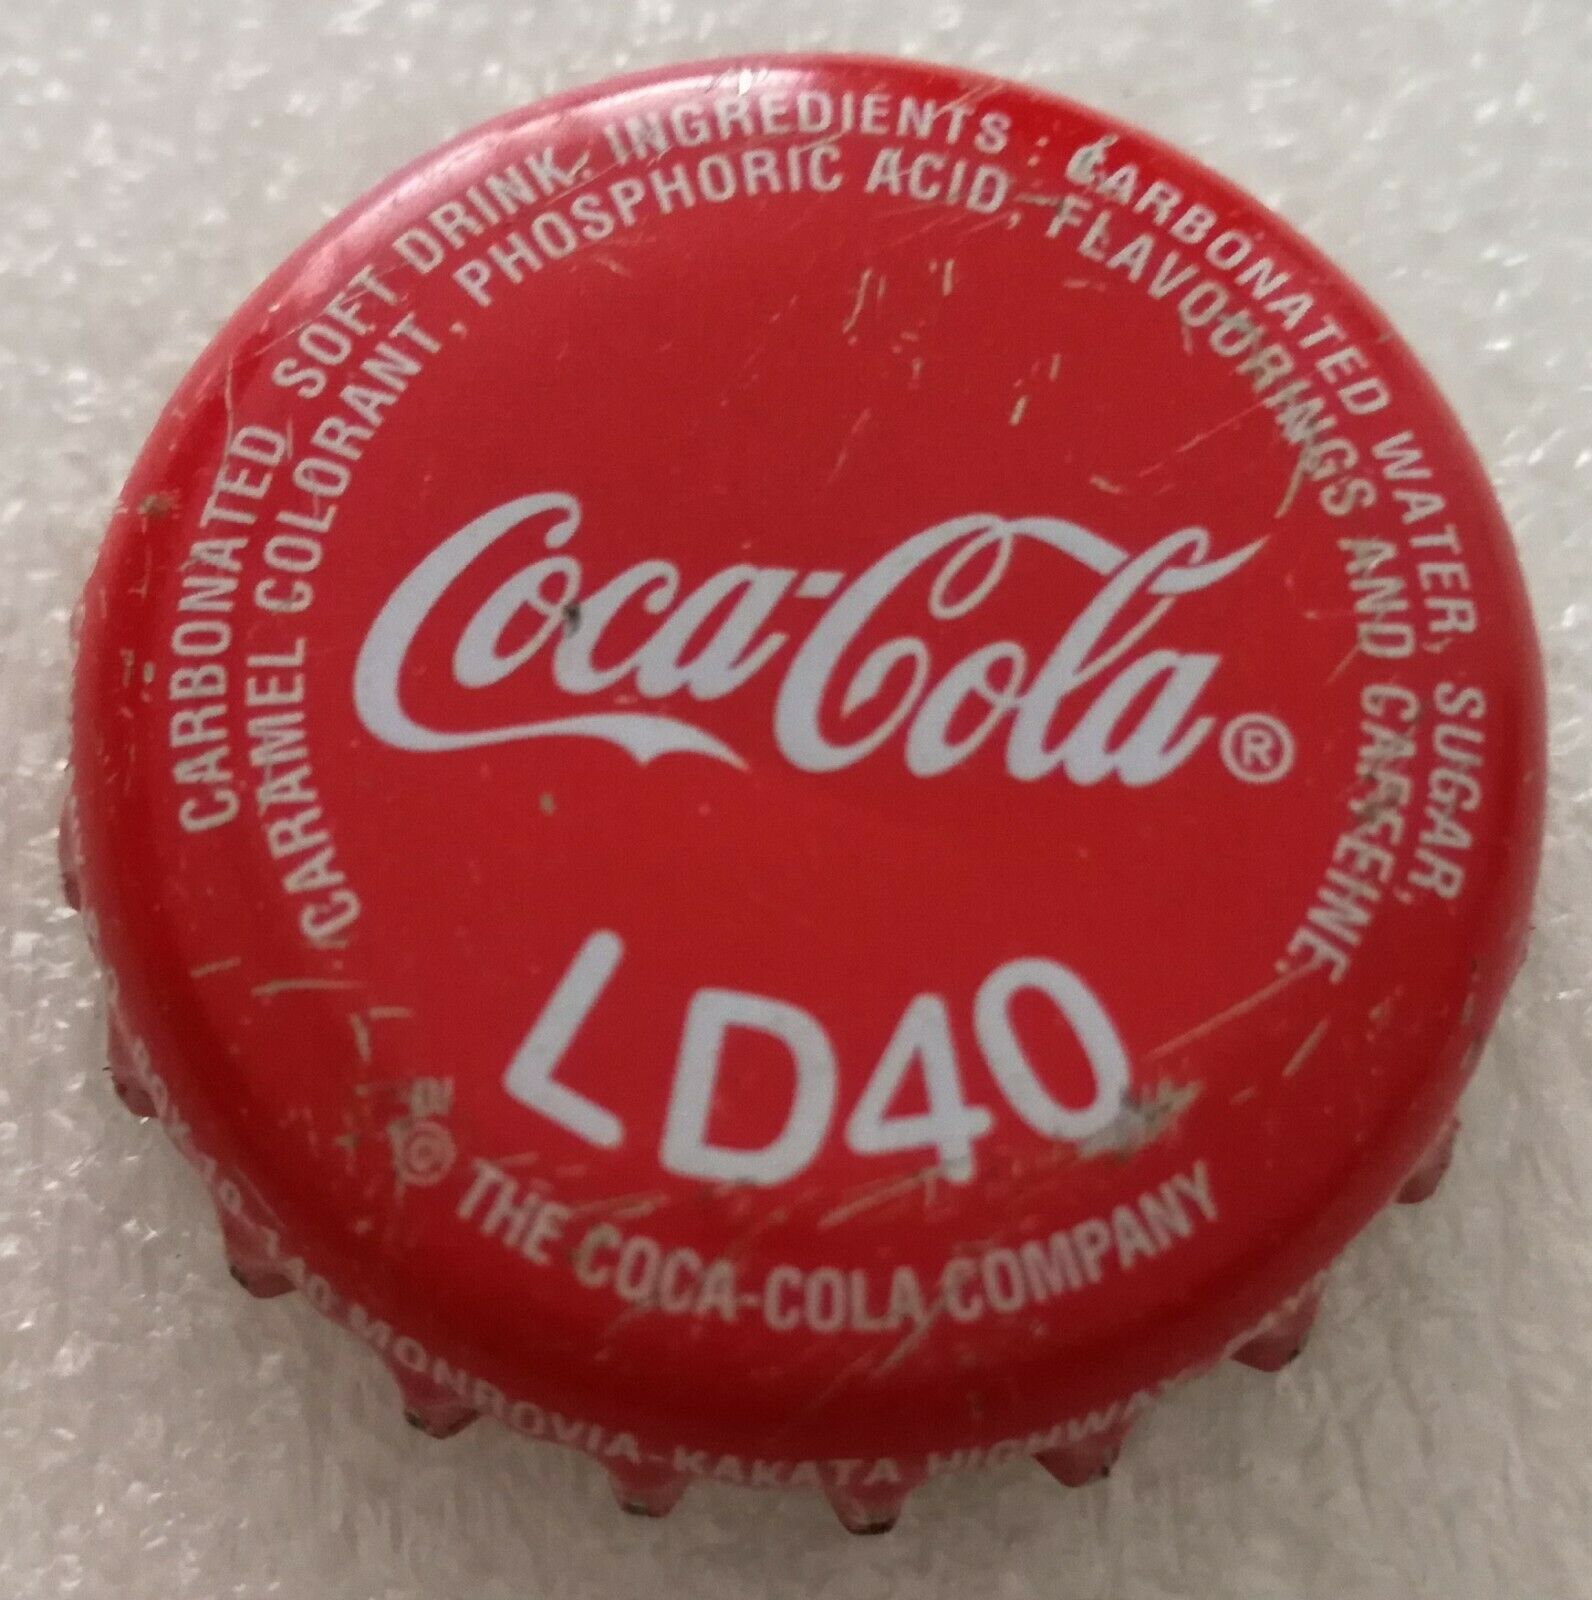 CARBONATED SOFT DRINK. INGREDIENTS : CARBONATED WATER, SUGAR,
CARAMEL COLORANT, PHOSPHORIC ACID, FLAVOURINGS AND CAFFEINE.
Coca-Cola®
LD40
© THE COCA-COLA COMPANY
MONROVIA-KAKATA HIGHWAY